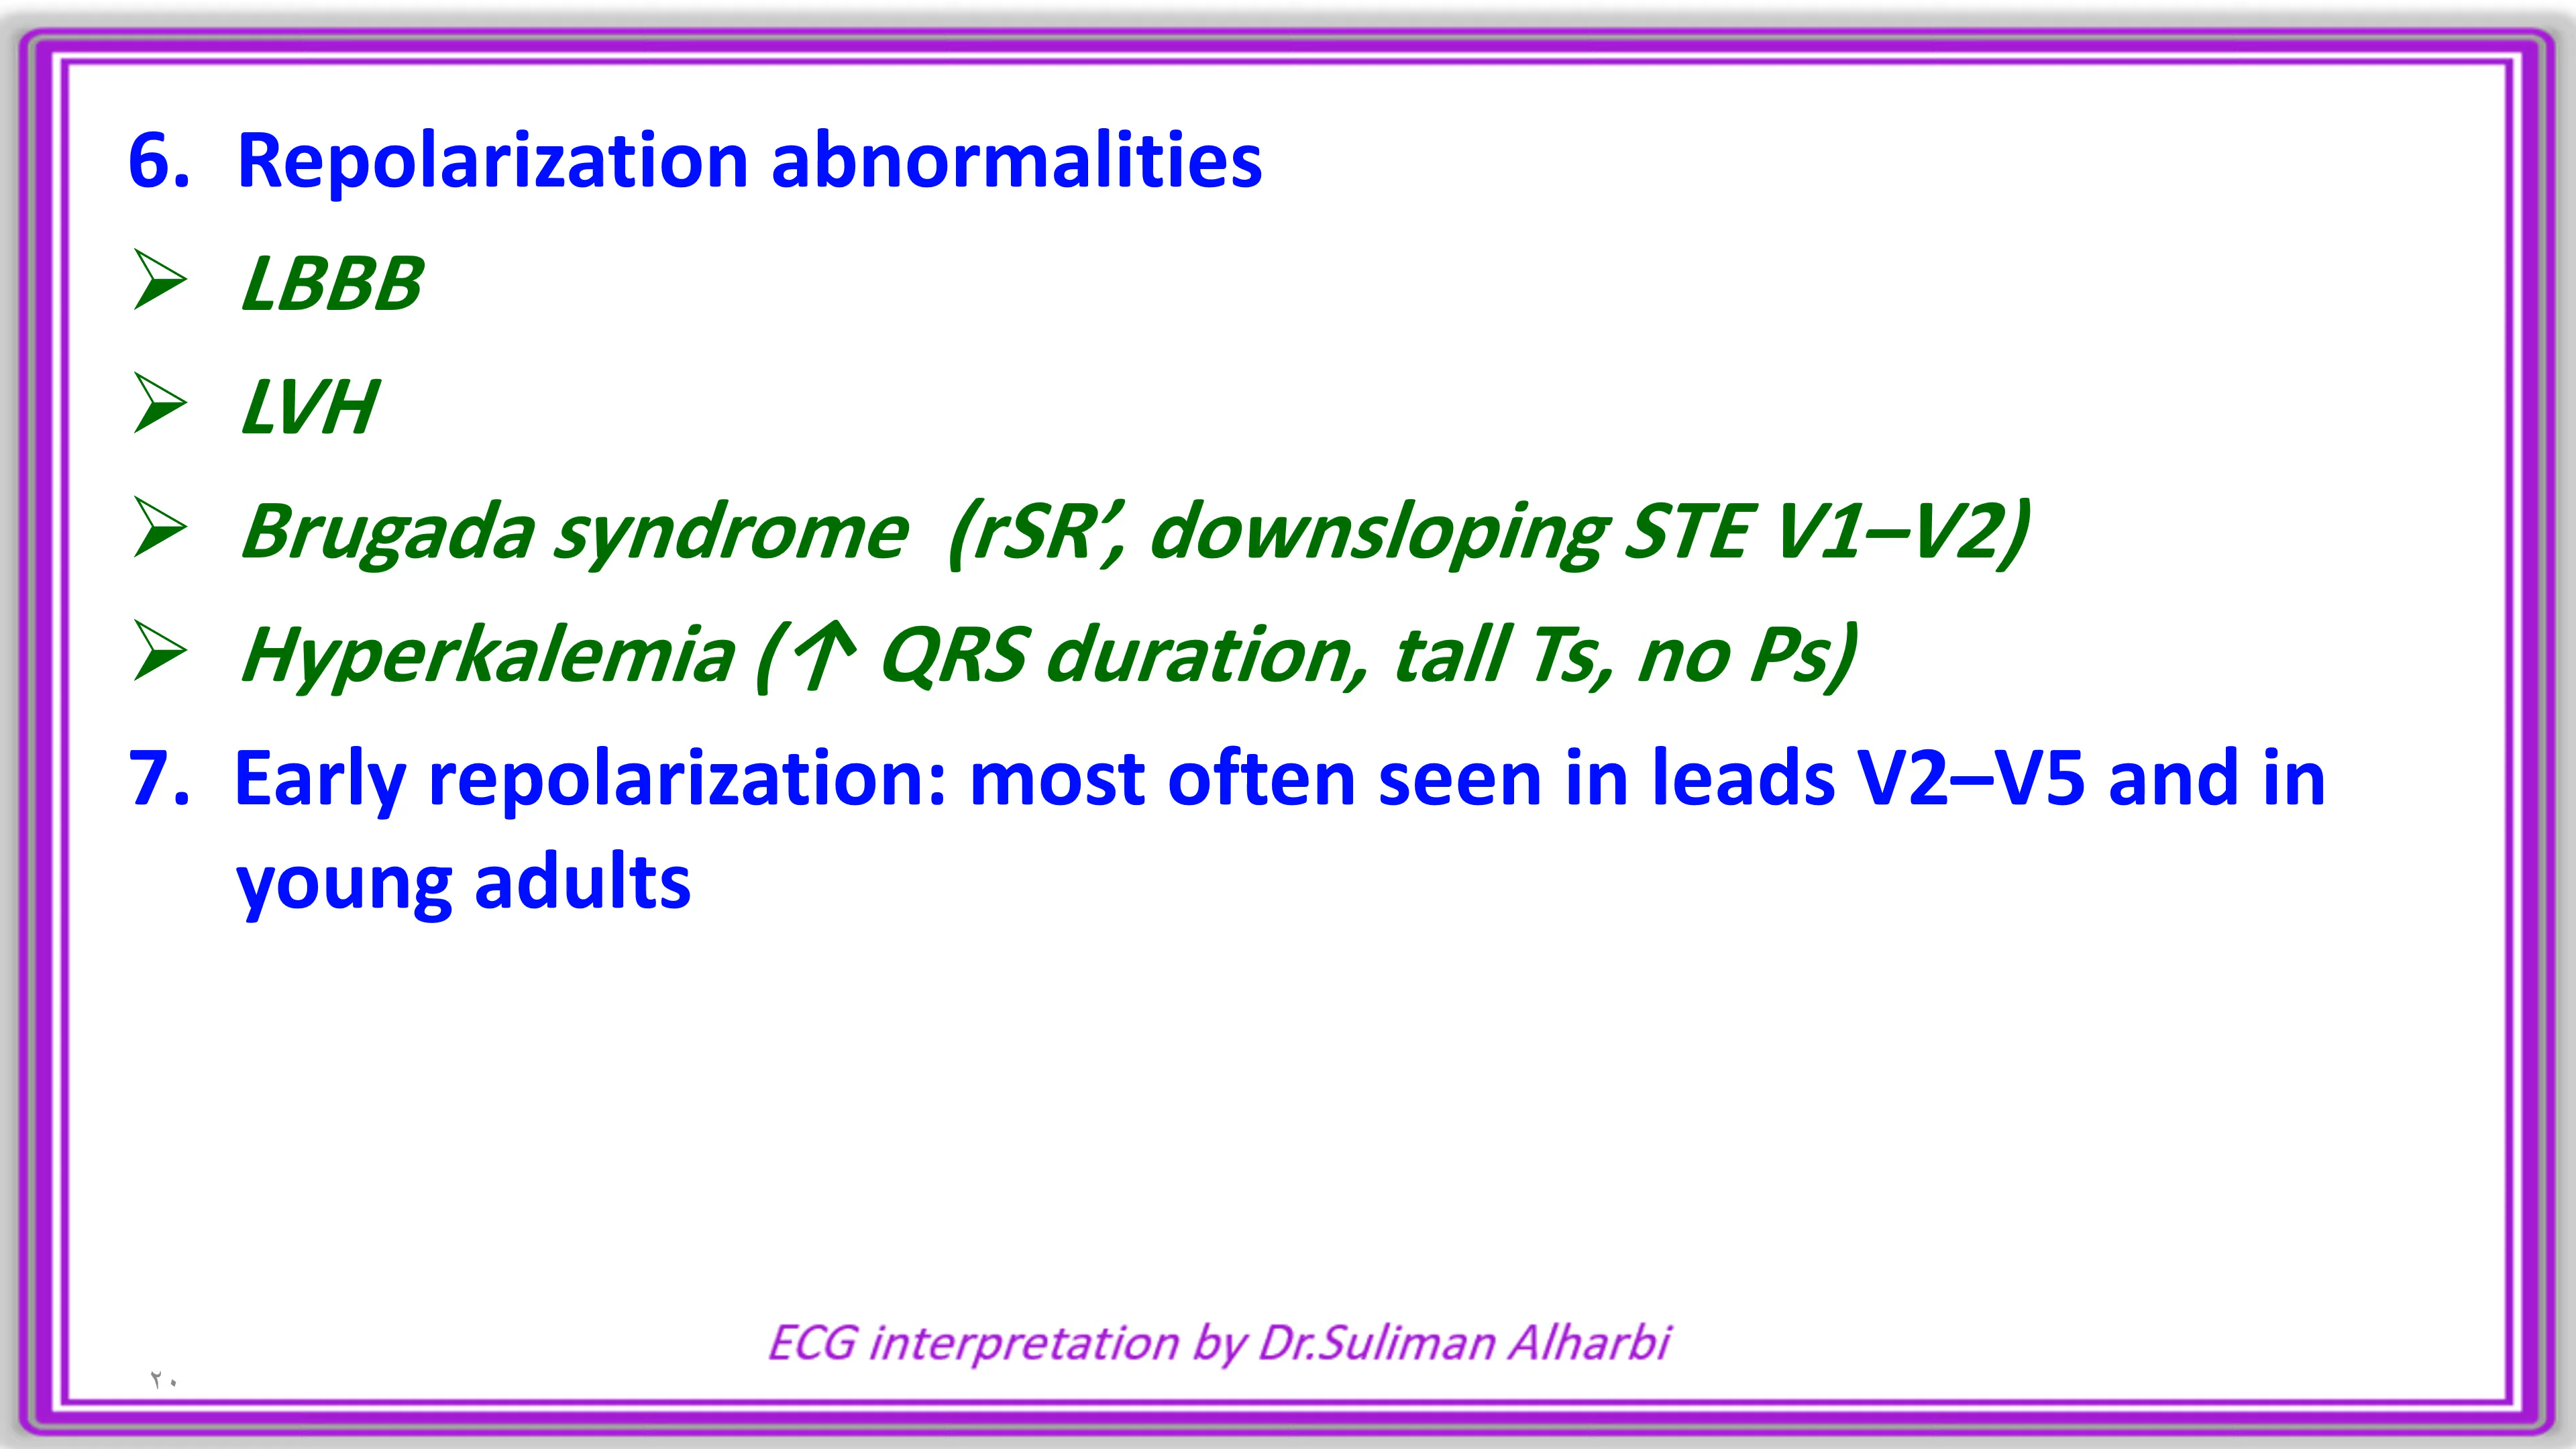 6. Repolarization abnormalities
➢ LBBB
➢ LVH
➢ Brugada syndrome (rSR’, downsloping STE V1–V2)
➢ Hyperkalemia (↑ QRS duration, tall Ts, no Ps)
7. Early repolarization: most often seen in leads V2–V5 and in
young adults
ECG interpretation by Dr.Suliman Alharbi
٢٠